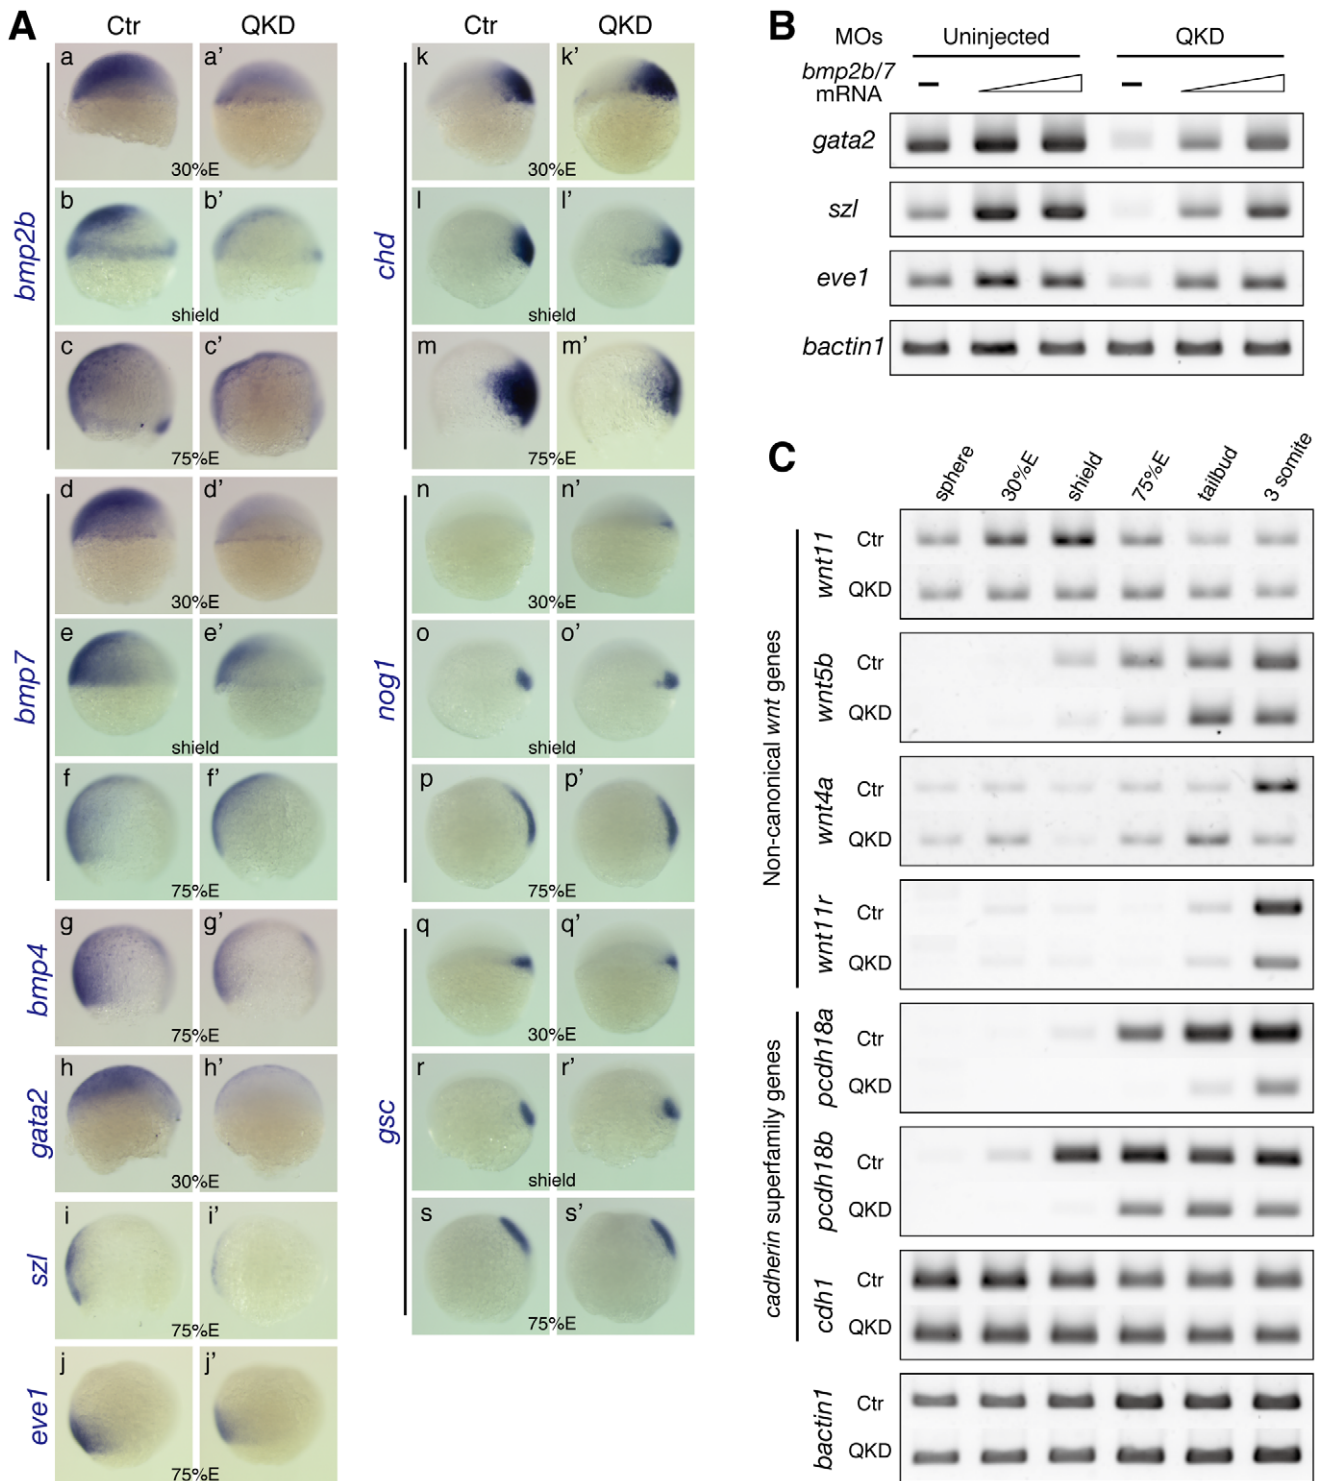 A
Ctr QKD
bmp2b
a a’
30%E
b b’
shield
c c’
75%E
bmp7
d d’
30%E
e e’
shield
f f’
75%E
bmp4
g g’
75%E
gata2
h h’
30%E
szl
i i’
75%E
eve1
j j’
75%E
Ctr QKD
chd
k k’
30%E
l l’
shield
m m’
75%E
nog1
n n’
30%E
o o’
shield
p p’
75%E
gsc
q q’
30%E
r r’
shield
s s’
75%E
B
MOs Uninjected QKD
bmp2b/7
mRNA – –
gata2
szl
eve1
bactin1
C
sphere 30%E shield 75%E tailbud 3 somite
Non-canonical wnt genes
wnt11
Ctr
QKD
wnt5b
Ctr
QKD
wnt4a
Ctr
QKD
wnt11r
Ctr
QKD
cadherin superfamily genes
pcdh18a
Ctr
QKD
pcdh18b
Ctr
QKD
cdh1
Ctr
QKD
bactin1
Ctr
QKD